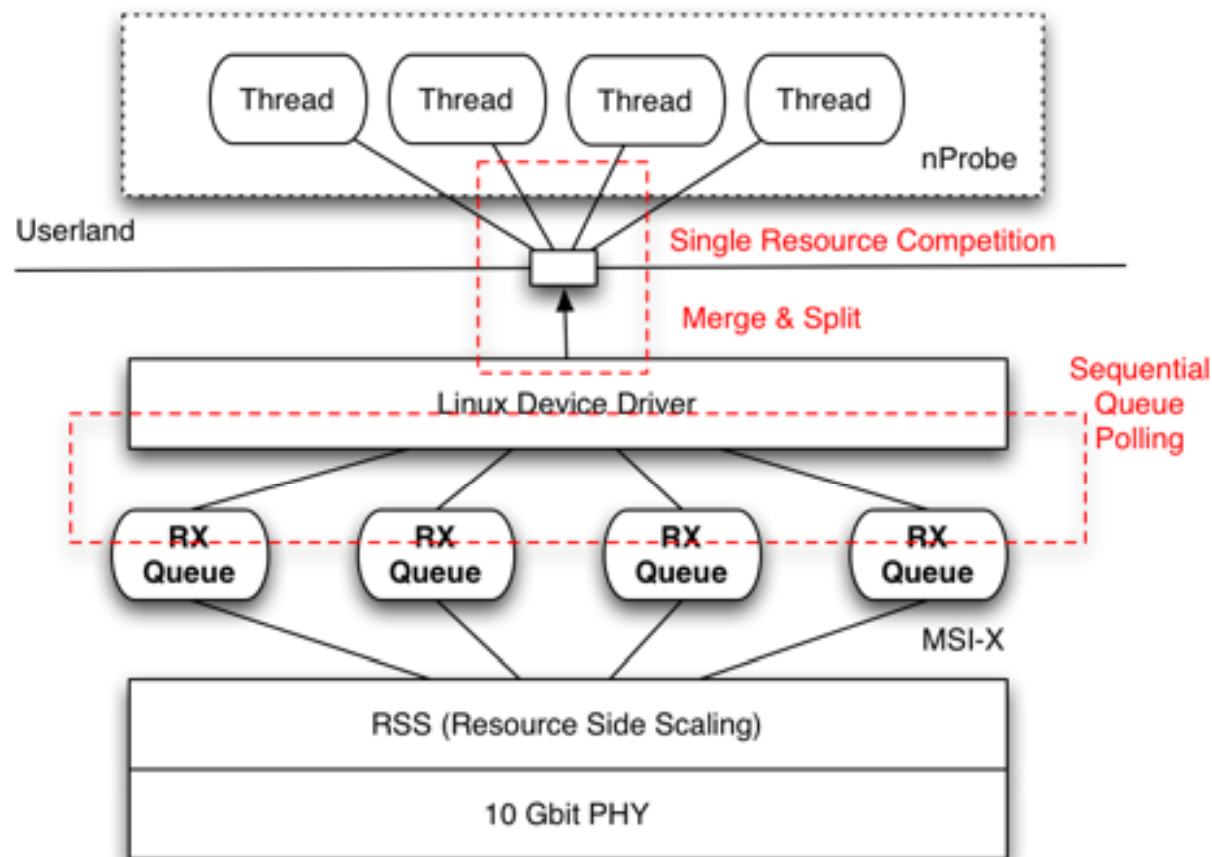 Thread
Thread
Thread
Thread
nProbe
Userland
Single Resource Competition
Merge & Split
Sequential
Queue
Polling
Linux Device Driver
RX
Queue
RX
Queue
RX
Queue
RX
Queue
MSI-X
RSS (Resource Side Scaling)
10 Gbit PHY